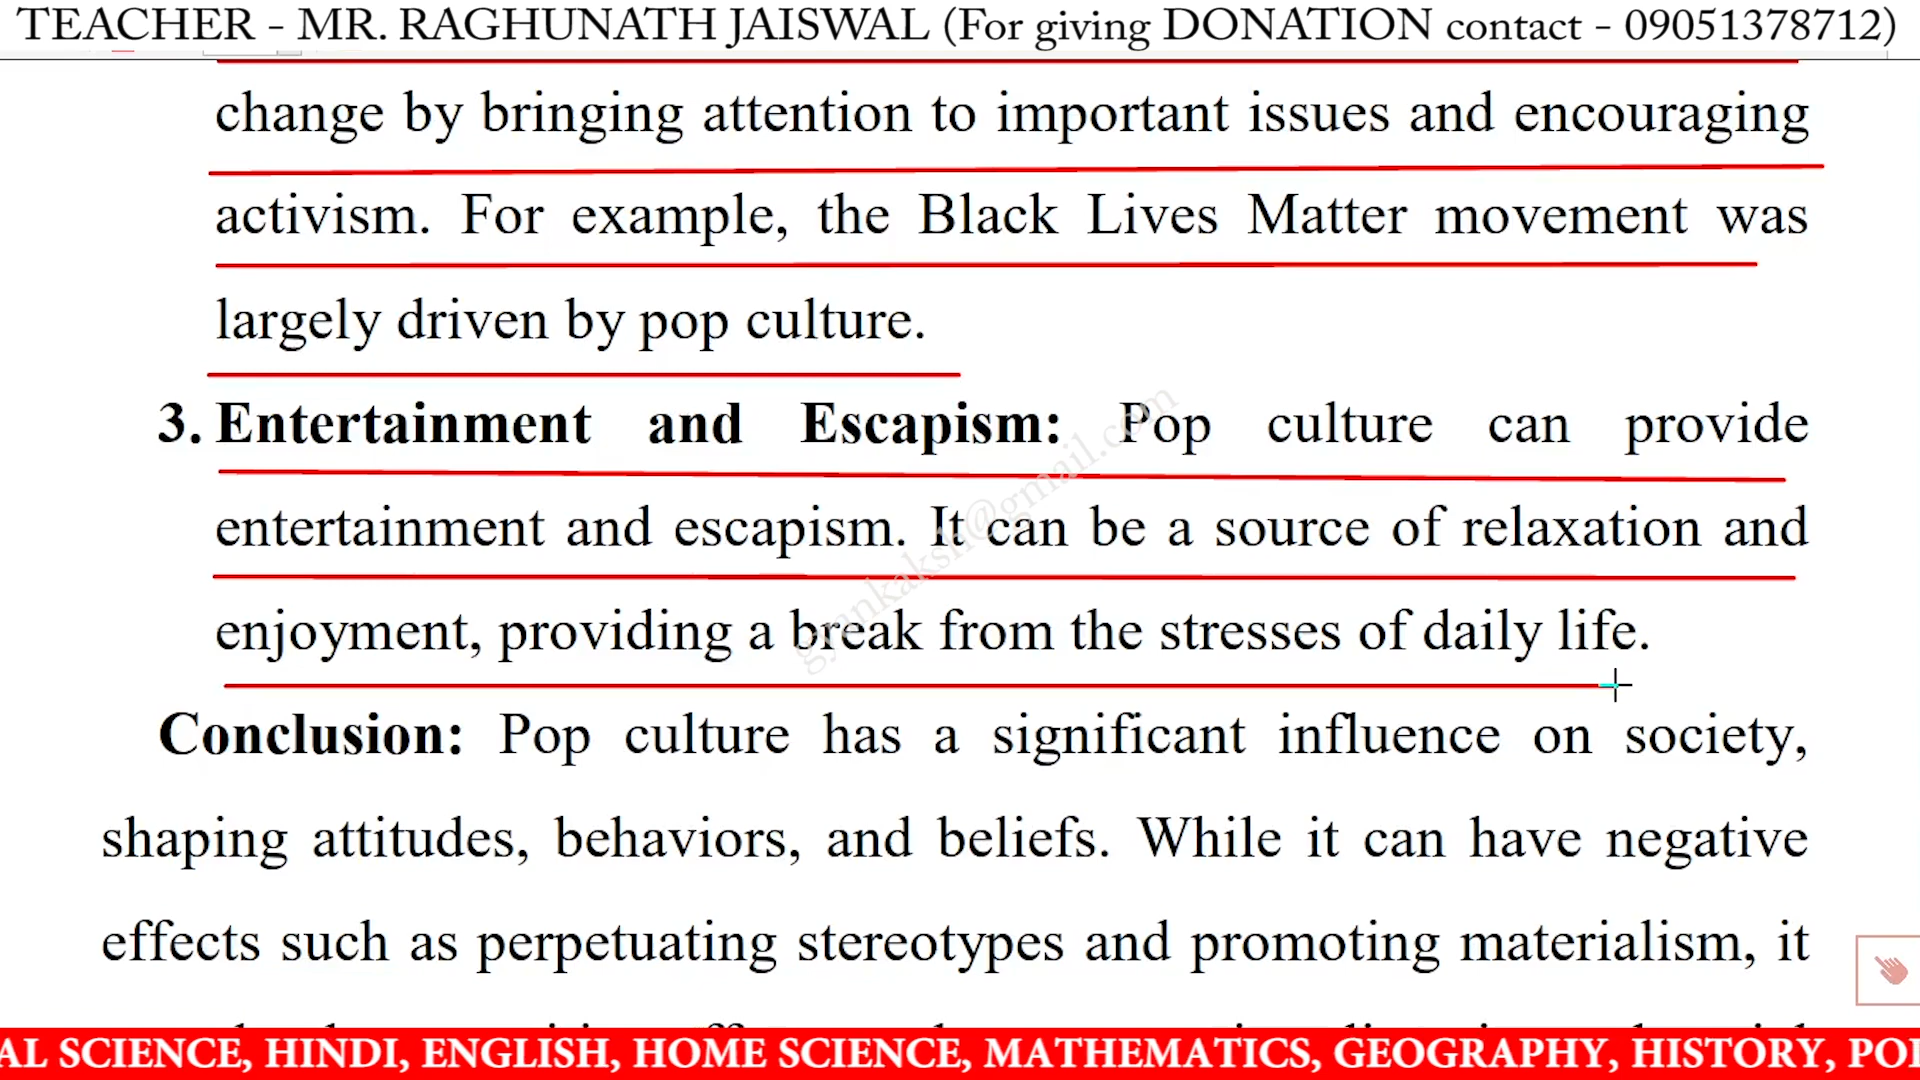 TEACHER - MR. RAGHUNATH JAISWAL (For giving DONATION contact - 09051378712)
change by bringing attention to important issues and encouraging
activism. For example, the Black Lives Matter movement was
largely driven by pop culture.
3. Entertainment and Escapism: Pop culture can provide
entertainment and escapism. It can be a source of relaxation and
enjoyment, providing a break from the stresses of daily life.
gyankaksh@gmail.com
Conclusion: Pop culture has a significant influence on society,
shaping attitudes, behaviors, and beliefs. While it can have negative
effects such as perpetuating stereotypes and promoting materialism, it
AL SCIENCE, HINDI, ENGLISH, HOME SCIENCE, MATHEMATICS, GEOGRAPHY, HISTORY, POL